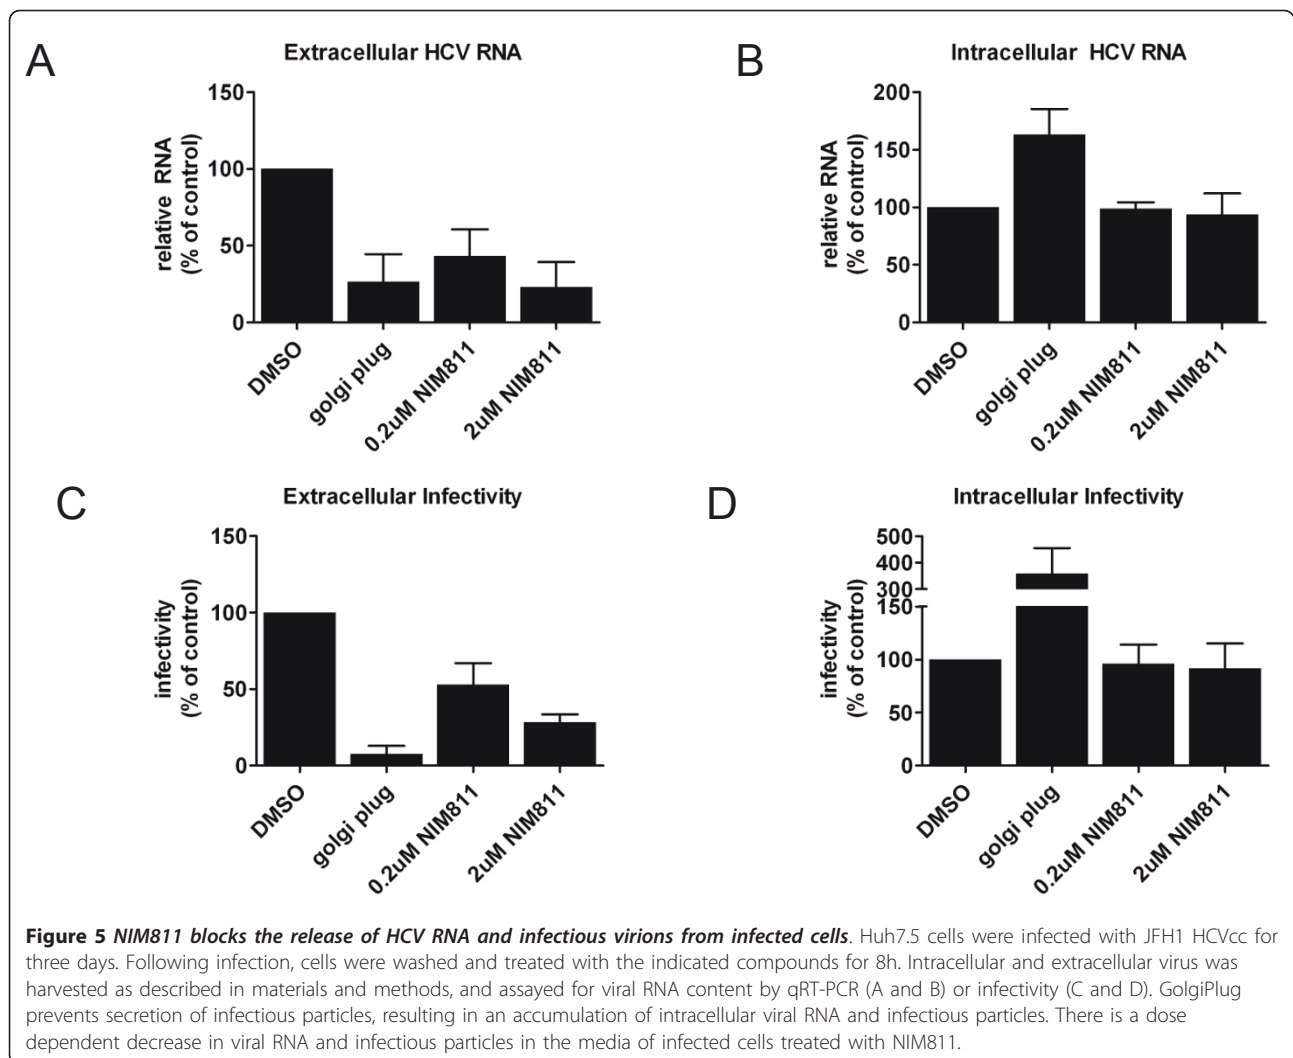 A
Extracellular HCV RNA
relative RNA
(% of control)
150
100
50
0
DMSO
golgi plug
0.2uM NIM811
2uM NIM811
B
Intracellular HCV RNA
relative RNA
(% of control)
200
150
100
50
0
DMSO
golgi plug
0.2uM NIM811
2uM NIM811
C
Extracellular Infectivity
infectivity
(% of control)
150
100
50
0
DMSO
golgi plug
0.2uM NIM811
2uM NIM811
D
Intracellular Infectivity
infectivity
(% of control)
500
400
300
150
100
50
0
DMSO
golgi plug
0.2uM NIM811
2uM NIM811
Figure 5 NIM811 blocks the release of HCV RNA and infectious virions from infected cells. Huh7.5 cells were infected with JFH1 HCVcc for
three days. Following infection, cells were washed and treated with the indicated compounds for 8h. Intracellular and extracellular virus was
harvested as described in materials and methods, and assayed for viral RNA content by qRT-PCR (A and B) or infectivity (C and D). GolgiPlug
prevents secretion of infectious particles, resulting in an accumulation of intracellular viral RNA and infectious particles. There is a dose
dependent decrease in viral RNA and infectious particles in the media of infected cells treated with NIM811.